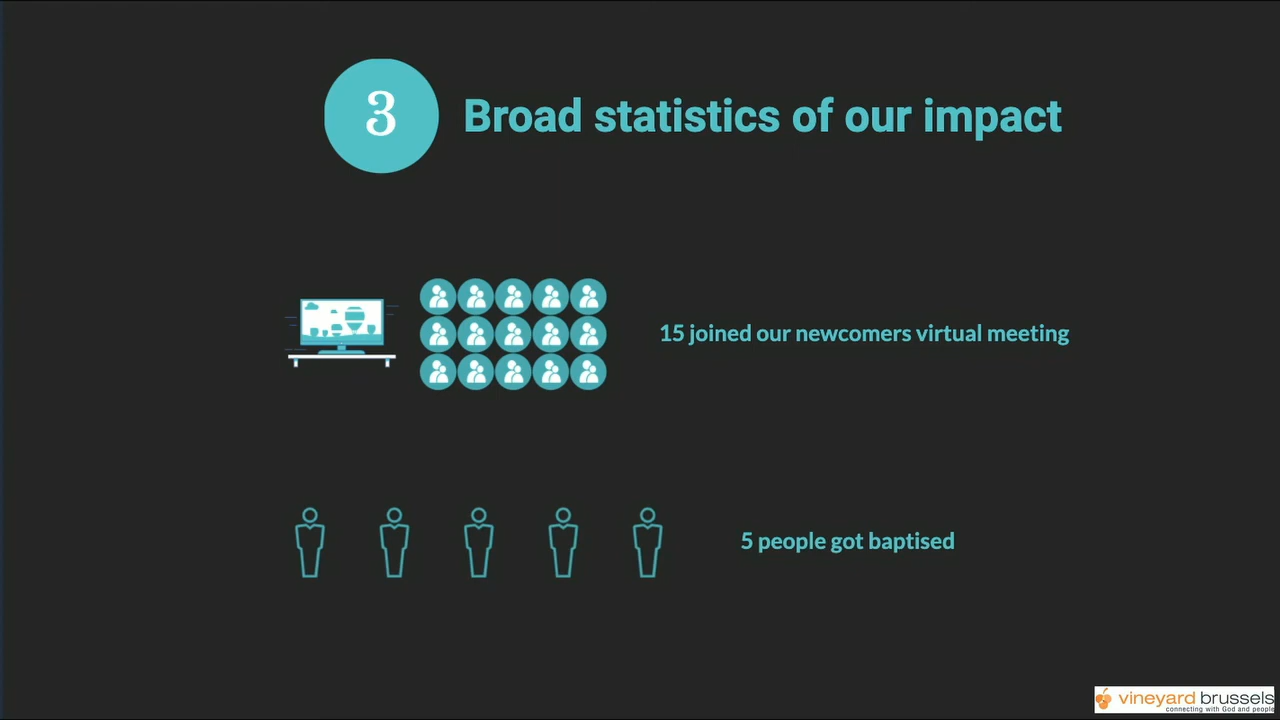 3
Broad statistics of our impact
15 joined our newcomers virtual meeting
5 people got baptised
vineyard brussels
connecting with God and people